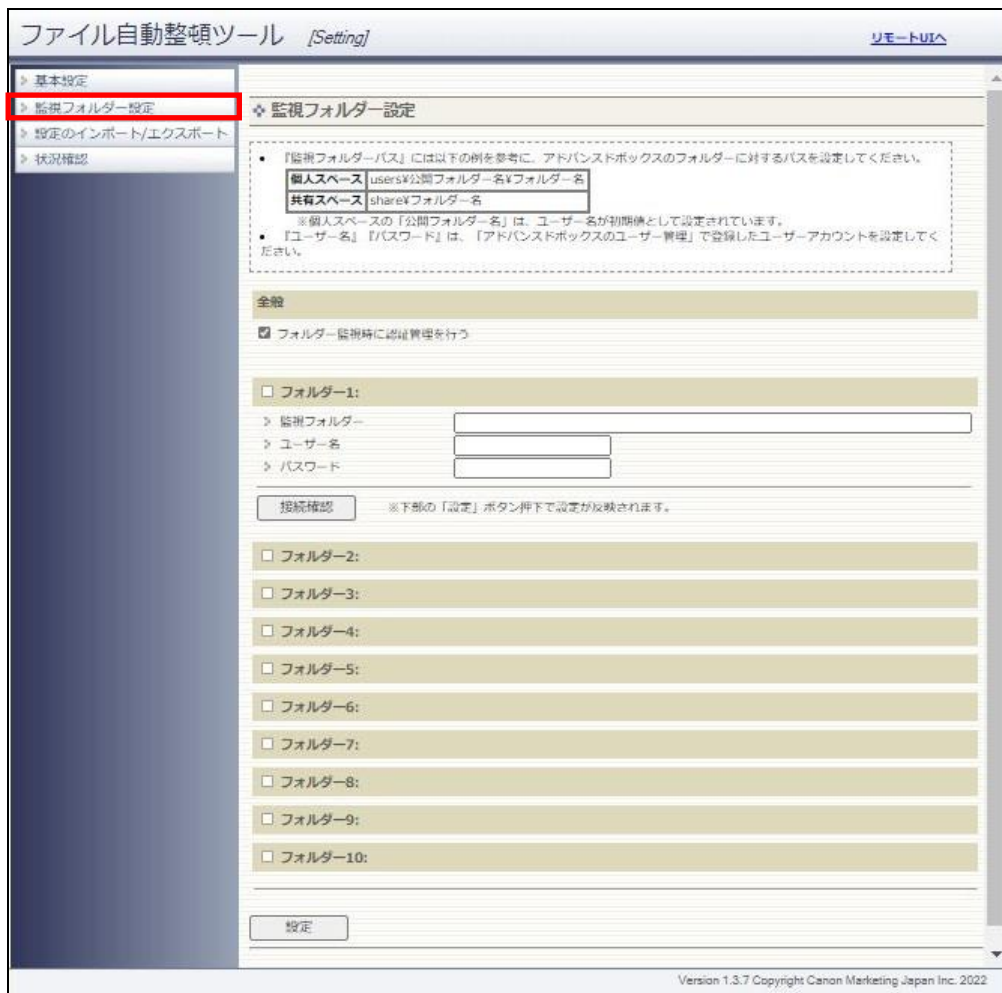 ファイル自動整頓ツール [Setting]
リモートUIへ
基本設定
監視フォルダー設定
設定のインポート/エクスポート
状況確認
監視フォルダー設定
• 『監視フォルダーパス』には以下の例を参考に、アドバンスドボックスのフォルダーに対するパスを設定してください。
個人スペース users¥公開フォルダー名¥フォルダー名
共有スペース share¥フォルダー名
※個人スペースの「公開フォルダー名」は、ユーザー名が初期値として設定されています。
• 『ユーザー名』『パスワード』は、「アドバンスドボックスのユーザー管理」で登録したユーザーアカウントを設定してく
ださい。
全般
フォルダー監視時に認証管理を行う
フォルダー1:
監視フォルダー
ユーザー名
パスワード
接続確認 ※下部の「設定」ボタン押下で設定が反映されます。
フォルダー2:
フォルダー3:
フォルダー4:
フォルダー5:
フォルダー6:
フォルダー7:
フォルダー8:
フォルダー9:
フォルダー10:
設定
Version 1.3.7 Copyright Canon Marketing Japan Inc. 2022